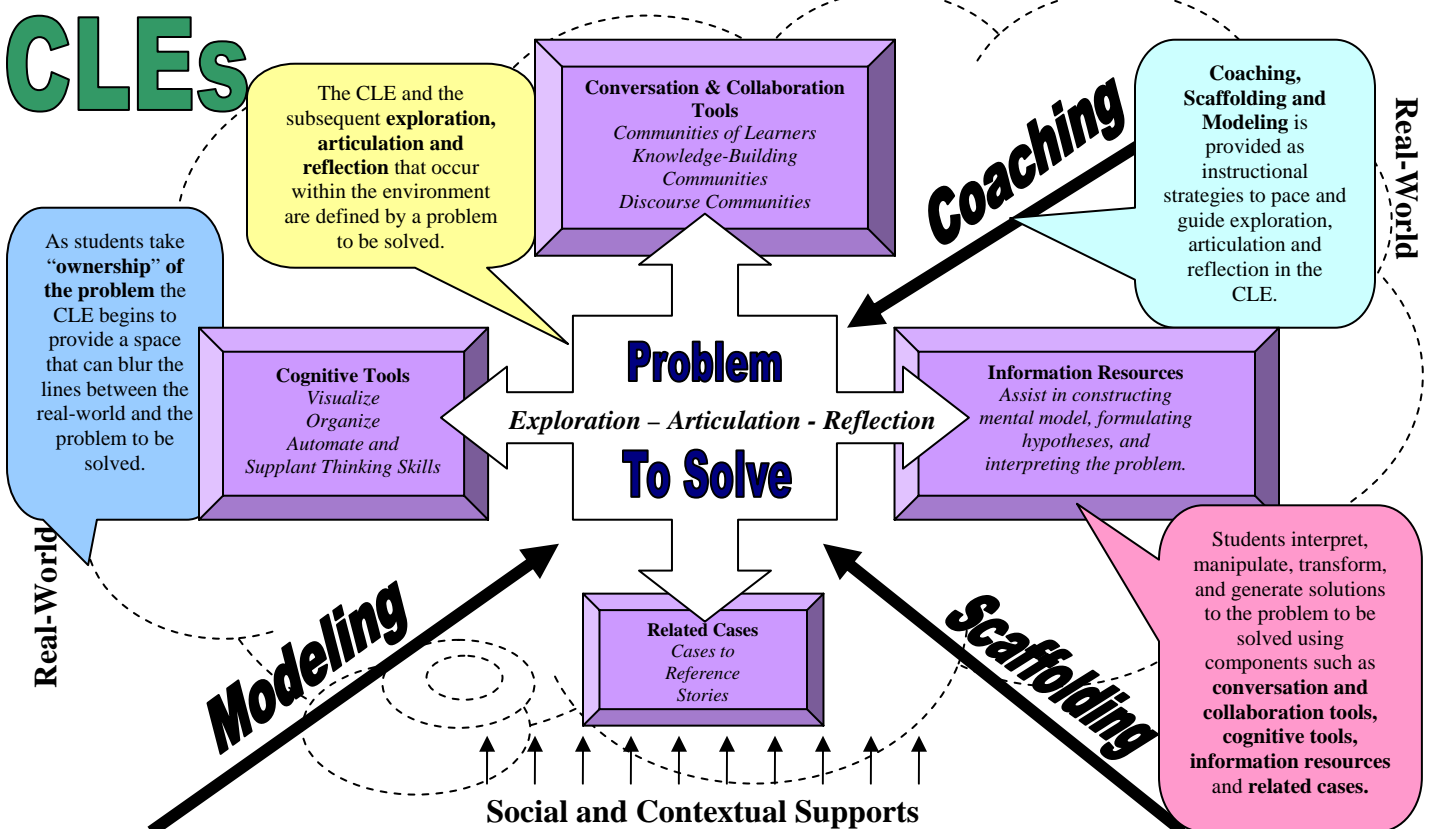 CLEs
The CLE and the
subsequent exploration,
articulation and
reflection that occur
within the environment
are defined by a problem
to be solved.
Conversation & Collaboration
Tools
Communities of Learners
Knowledge-Building
Communities
Discourse Communities
Coaching
Coaching,
Scaffolding and
Modeling is
provided as
instructional
strategies to pace and
guide exploration,
articulation and
reflection in the
CLE.
Real-World
As students take
“ownership” of
the problem the
CLE begins to
provide a space
that can blur the
lines between the
real-world and the
problem to be
solved.
Cognitive Tools
Visualize
Organize
Automate and
Supplant Thinking Skills
Problem
Exploration – Articulation - Reflection
To Solve
Information Resources
Assist in constructing
mental model, formulating
hypotheses, and
interpreting the problem.
Real-World
Modeling
Related Cases
Cases to
Reference
Stories
Scaffolding
Students interpret,
manipulate, transform,
and generate solutions
to the problem to be
solved using
components such as
conversation and
collaboration tools,
cognitive tools,
information resources
and related cases.
Social and Contextual Supports